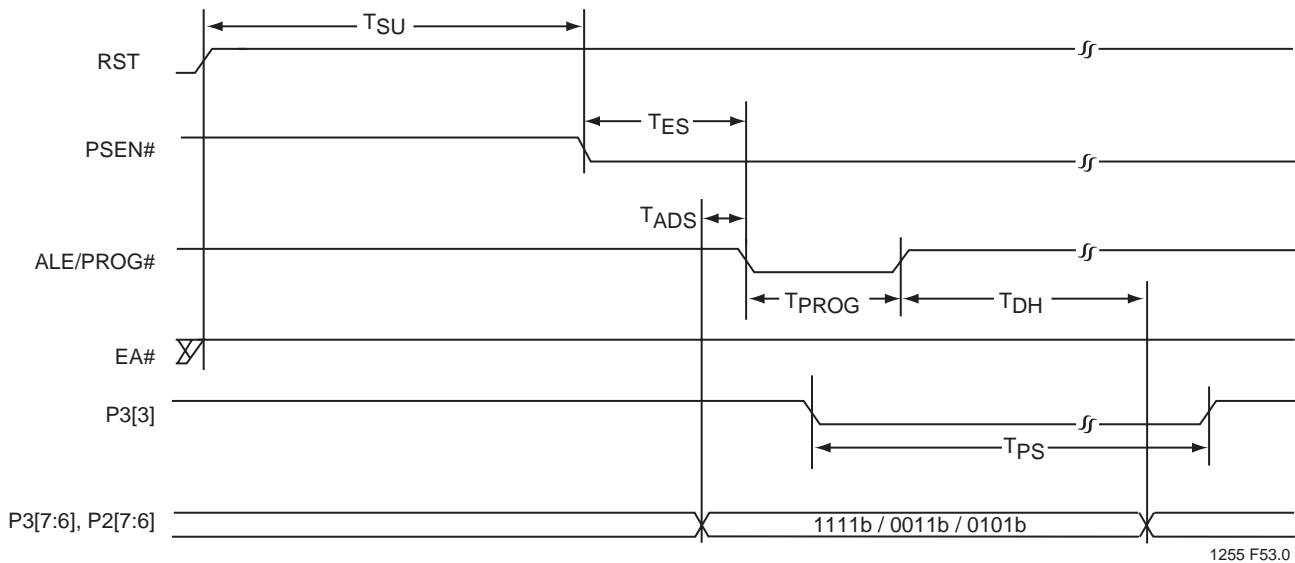 TSU
RST
TES
PSEN#
TADS
ALE/PROG#
TPROG
TDH
EA#
P3[3]
TPS
P3[7:6], P2[7:6]
1111b / 0011b / 0101b
1255 F53.0